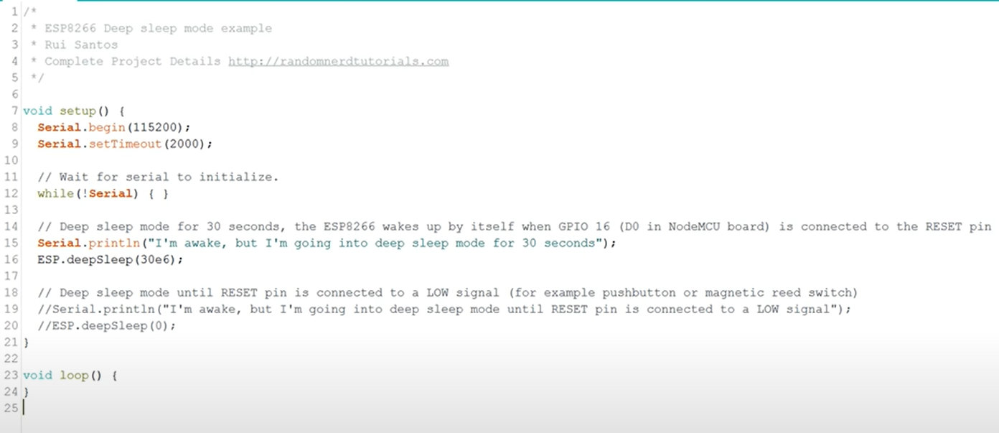 1 /*
2  * ESP8266 Deep sleep mode example
3  * Rui Santos
4  * Complete Project Details http://randomnerdtutorials.com
5  */
6
7 void setup() {
8   Serial.begin(115200);
9   Serial.setTimeout(2000);
10
11   // Wait for serial to initialize.
12   while(!Serial) { }
13
14   // Deep sleep mode for 30 seconds, the ESP8266 wakes up by itself when GPIO 16 (D0 in NodeMCU board) is connected to the RESET pin
15   Serial.println("I'm awake, but I'm going into deep sleep mode for 30 seconds");
16   ESP.deepSleep(30e6);
17
18   // Deep sleep mode until RESET pin is connected to a LOW signal (for example pushbutton or magnetic reed switch)
19   //Serial.println("I'm awake, but I'm going into deep sleep mode until RESET pin is connected to a LOW signal");
20   //ESP.deepSleep(0);
21 }
22
23 void loop() {
24 }
25